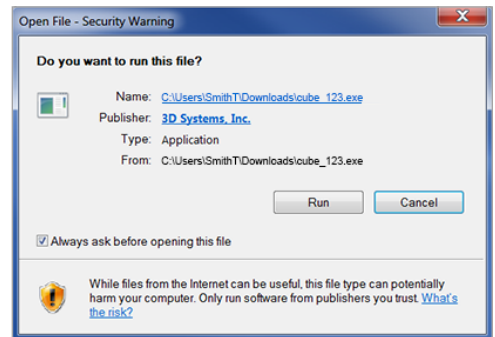 Open File - Security Warning
Do you want to run this file?
Name: C:\Users\SmithT\Downloads\cube_123.exe
Publisher: 3D Systems, Inc.
Type: Application
From: C:\Users\SmithT\Downloads\cube_123.exe
Run Cancel
Always ask before opening this file
While files from the Internet can be useful, this file type can potentially
harm your computer. Only run software from publishers you trust. What's
the risk?